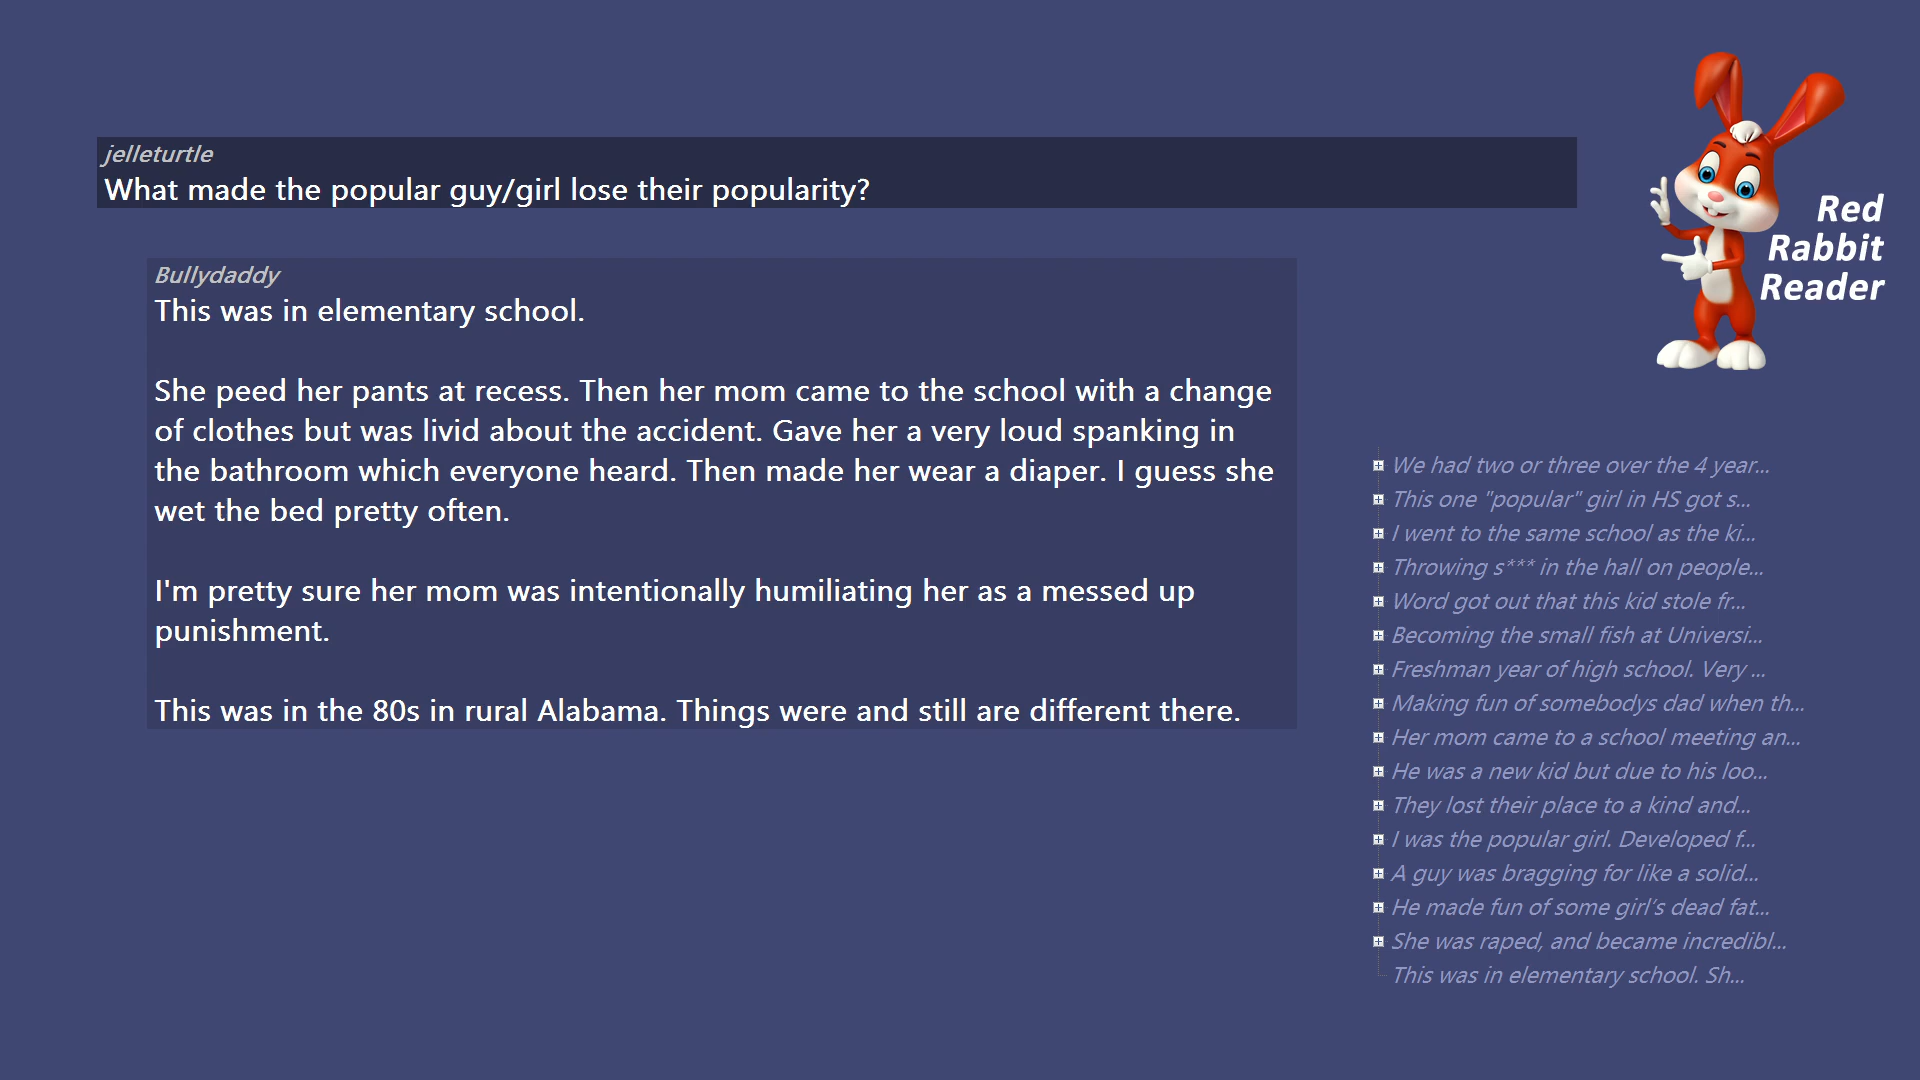 jelleturtle
What made the popular guy/girl lose their popularity?
Bullydaddy
This was in elementary school.
She peed her pants at recess. Then her mom came to the school with a change
of clothes but was livid about the accident. Gave her a very loud spanking in
the bathroom which everyone heard. Then made her wear a diaper. I guess she
wet the bed pretty often.
I'm pretty sure her mom was intentionally humiliating her as a messed up
punishment.
This was in the 80s in rural Alabama. Things were and still are different there.
Red
Rabbit
Reader
We had two or three over the 4 year...
This one "popular" girl in HS got s...
I went to the same school as the ki...
Throwing s*** in the hall on people...
Word got out that this kid stole fr...
Becoming the small fish at Universi...
Freshman year of high school. Very ...
Making fun of somebodys dad when th...
Her mom came to a school meeting an...
He was a new kid but due to his loo...
They lost their place to a kind and...
I was the popular girl. Developed f...
A guy was bragging for like a solid...
He made fun of some girl’s dead fat...
She was raped, and became incredibl...
This was in elementary school. Sh...